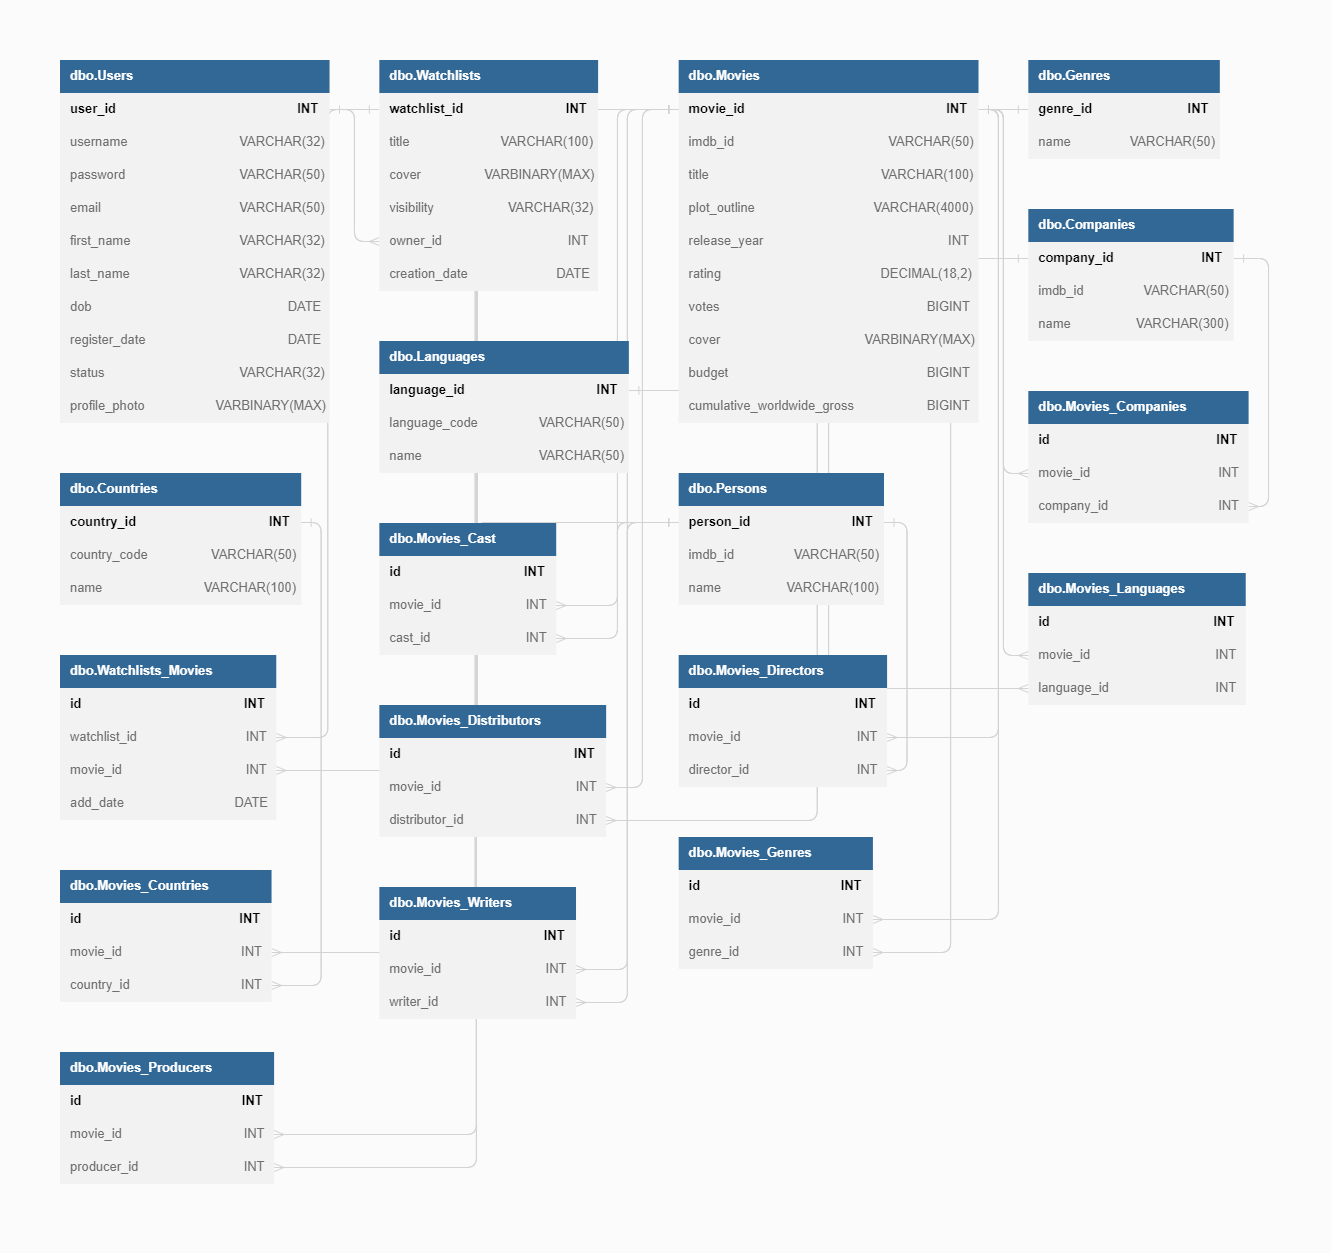 dbo.Users
user_id INT
username VARCHAR(32)
password VARCHAR(50)
email VARCHAR(50)
first_name VARCHAR(32)
last_name VARCHAR(32)
dob DATE
register_date DATE
status VARCHAR(32)
profile_photo VARBINARY(MAX)
dbo.Countries
country_id INT
country_code VARCHAR(50)
name VARCHAR(100)
dbo.Watchlists_Movies
id INT
watchlist_id INT
movie_id INT
add_date DATE
dbo.Movies_Countries
id INT
movie_id INT
country_id INT
dbo.Movies_Producers
id INT
movie_id INT
producer_id INT
dbo.Watchlists
watchlist_id INT
title VARCHAR(100)
cover VARBINARY(MAX)
visibility VARCHAR(32)
owner_id INT
creation_date DATE
dbo.Languages
language_id INT
language_code VARCHAR(50)
name VARCHAR(50)
dbo.Movies_Cast
id INT
movie_id INT
cast_id INT
dbo.Movies_Distributors
id INT
movie_id INT
distributor_id INT
dbo.Movies_Writers
id INT
movie_id INT
writer_id INT
dbo.Movies
movie_id INT
imdb_id VARCHAR(50)
title VARCHAR(100)
plot_outline VARCHAR(4000)
release_year INT
rating DECIMAL(18,2)
votes BIGINT
cover VARBINARY(MAX)
budget BIGINT
cumulative_worldwide_gross BIGINT
dbo.Persons
person_id INT
imdb_id VARCHAR(50)
name VARCHAR(100)
dbo.Movies_Directors
id INT
movie_id INT
director_id INT
dbo.Movies_Genres
id INT
movie_id INT
genre_id INT
dbo.Genres
genre_id INT
name VARCHAR(50)
dbo.Companies
company_id INT
imdb_id VARCHAR(50)
name VARCHAR(300)
dbo.Movies_Companies
id INT
movie_id INT
company_id INT
dbo.Movies_Languages
id INT
movie_id INT
language_id INT